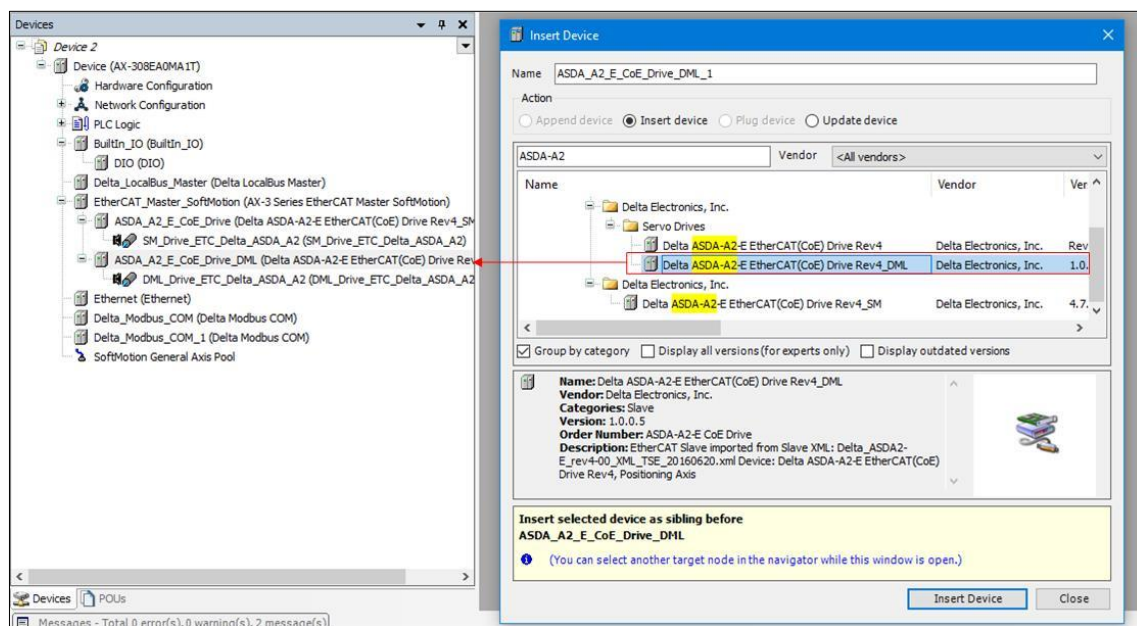 Devices
Device 2
Device (AX-308EA0MA1T)
Hardware Configuration
Network Configuration
PLC Logic
BuiltIn_IO (BuiltIn_IO)
DIO (DIO)
Delta_LocalBus_Master (Delta LocalBus Master)
EtherCAT_Master_SoftMotion (AX-3 Series EtherCAT Master SoftMotion)
ASDA_A2_E_CoE_Drive (Delta ASDA-A2-E EtherCAT(CoE) Drive Rev4_SM
SM_Drive_ETC_Delta_ASDA_A2 (SM_Drive_ETC_Delta_ASDA_A2)
ASDA_A2_E_CoE_Drive_DML (Delta ASDA-A2-E EtherCAT(CoE) Drive Rev
DML_Drive_ETC_Delta_ASDA_A2 (DML_Drive_ETC_Delta_ASDA_A2
Ethernet (Ethernet)
Delta_Modbus_COM (Delta Modbus COM)
Delta_Modbus_COM_1 (Delta Modbus COM)
SoftMotion General Axis Pool
Devices POUs
Messages - Total 0 error(s), 0 warning(s), 2 message(s)
Insert Device
Name ASDA_A2_E_CoE_Drive_DML_1
Action
Append device Insert device Plug device Update device
ASDA-A2 Vendor <All vendors>
Name Vendor Ver
Delta Electronics, Inc.
Servo Drives
Delta ASDA-A2-E EtherCAT(CoE) Drive Rev4 Delta Electronics, Inc. Rev
Delta ASDA-A2-E EtherCAT(CoE) Drive Rev4_DML Delta Electronics, Inc. 1.0.
Delta Electronics, Inc.
Delta ASDA-A2-E EtherCAT(CoE) Drive Rev4_SM Delta Electronics, Inc. 4.7.
Group by category Display all versions (for experts only) Display outdated versions
Name: Delta ASDA-A2-E EtherCAT(CoE) Drive Rev4_DML
Vendor: Delta Electronics, Inc.
Categories: Slave
Version: 1.0.0.5
Order Number: ASDA-A2-E CoE Drive
Description: EtherCAT Slave imported from Slave XML: Delta_ASDA2-
E_rev4-00_XML_TSE_20160620.xml Device: Delta ASDA-A2-E EtherCAT(CoE)
Drive Rev4, Positioning Axis
Insert selected device as sibling before
ASDA_A2_E_CoE_Drive_DML
(You can select another target node in the navigator while this window is open.)
Insert Device Close